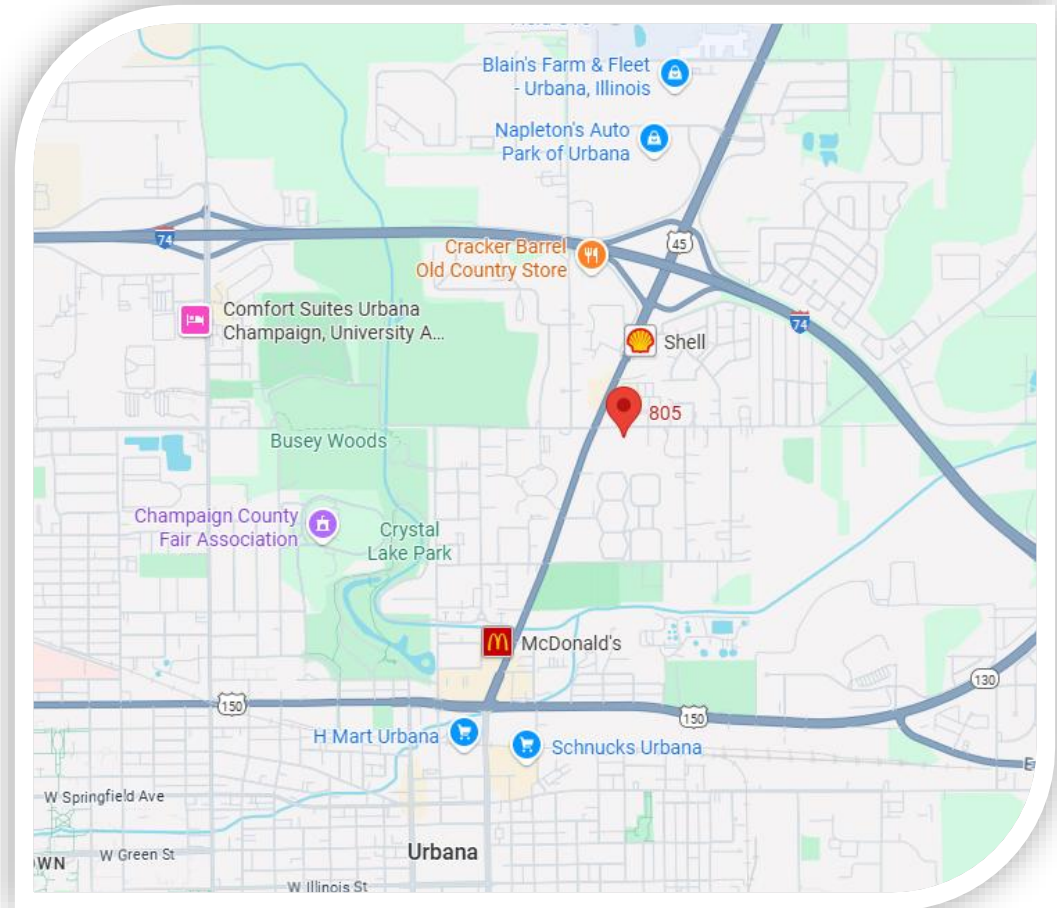 Blain's Farm & Fleet
- Urbana, Illinois
Napleton's Auto
Park of Urbana
45
74
Cracker Barrel
Old Country Store
Comfort Suites Urbana
Champaign, University A...
74
Shell
805
Busey Woods
Champaign County
Fair Association
Crystal
Lake Park
McDonald's
130
150
150
H Mart Urbana
Schnucks Urbana
W Springfield Ave
W Green St
Urbana
W Illinois St